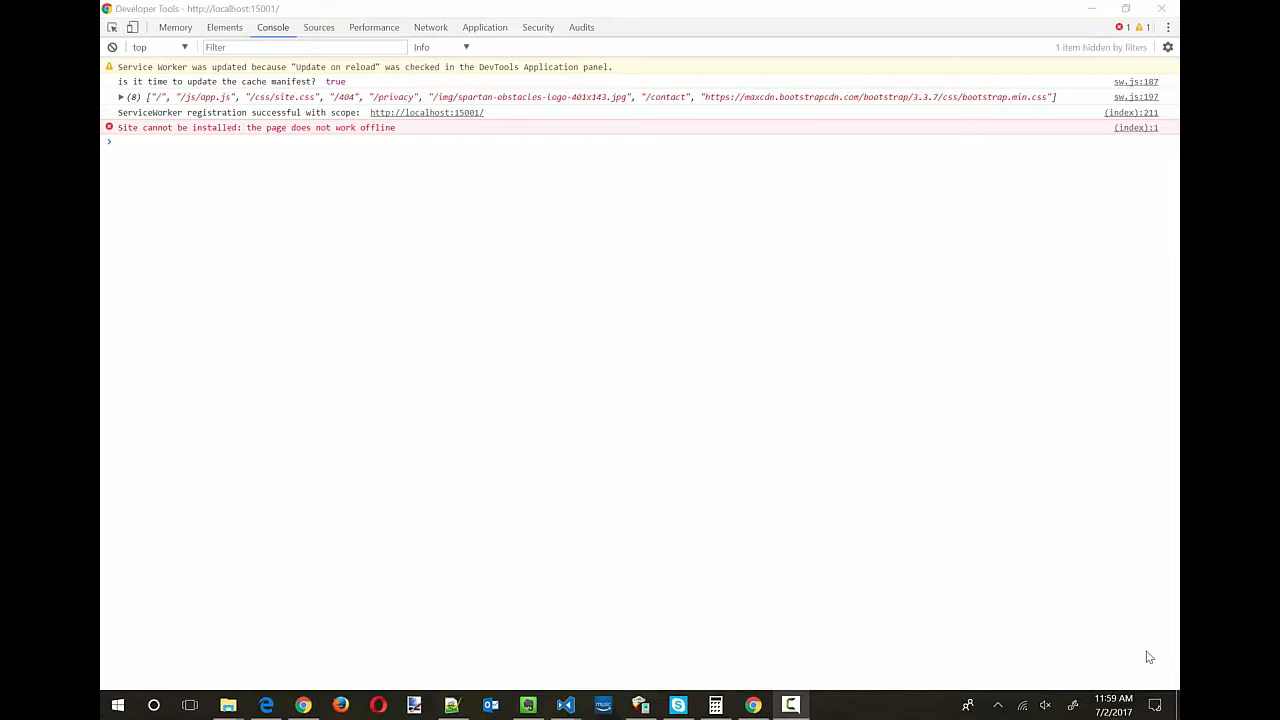 Developer Tools - http://localhost:15001/
Memory Elements Console Sources Performance Network Application Security Audits 1 1
top Filter Info 1 item hidden by filters
Service Worker was updated because "Update on reload" was checked in the DevTools Application panel.
is it time to update the cache manifest? true sw.js:187
(8) ["/", "/js/app.js", "/css/site.css", "/404", "/privacy", "/img/spartan-obstacles-logo-401x143.jpg", "/contact", "https://maxcdn.bootstrapcdn.com/bootstrap/3.3.7/css/bootstrap.min.css"] sw.js:197
ServiceWorker registration successful with scope: http://localhost:15001/ (index):211
Site cannot be installed: the page does not work offline (index):1
music
11:59 AM
7/2/2017